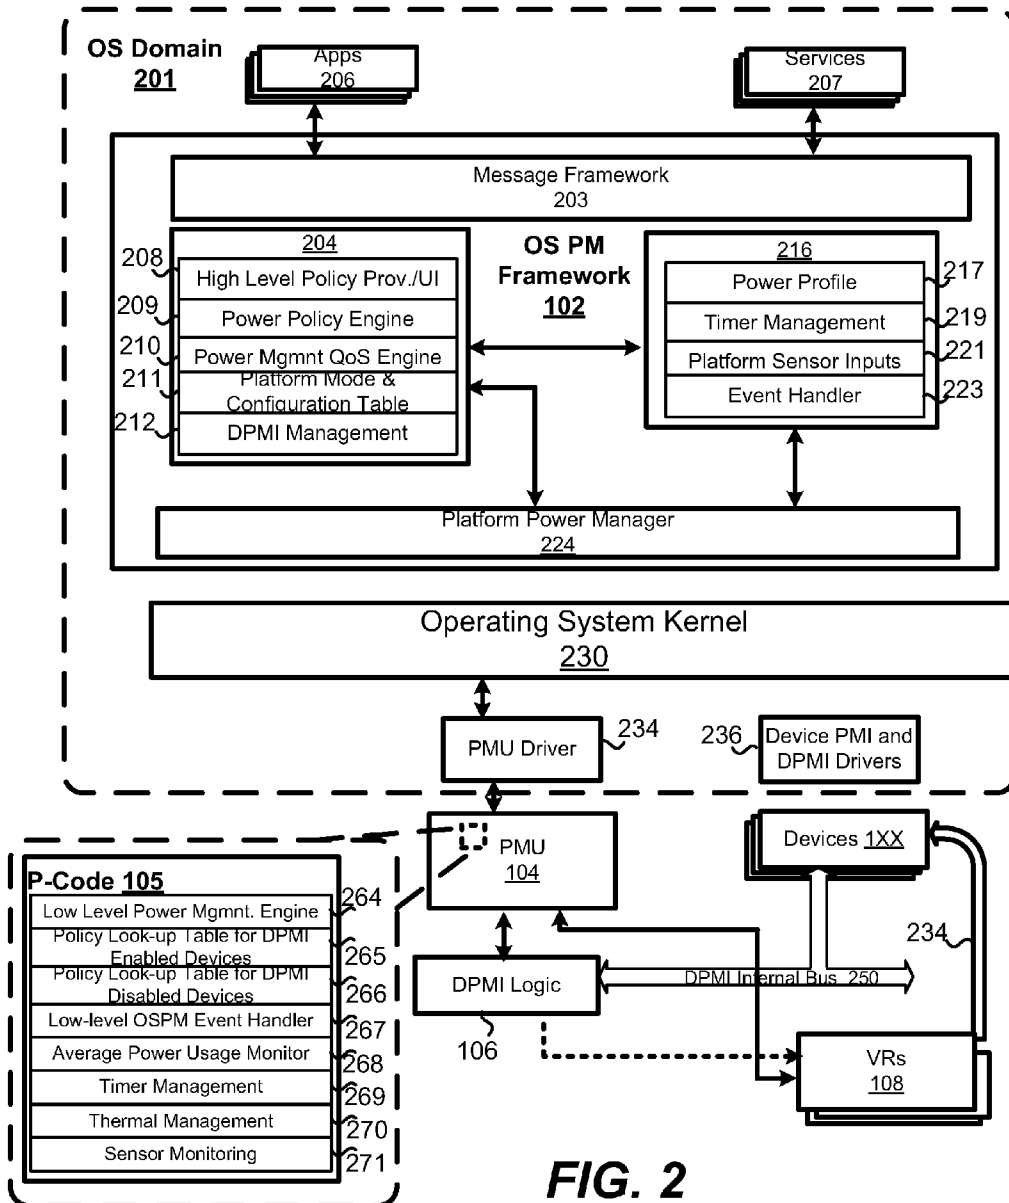 OS Domain
201
Apps
206
Services
207
Message Framework
203
204
208
High Level Policy Prov./UI
209
Power Policy Engine
210
Power Mgmnt QoS Engine
211
Platform Mode &
Configuration Table
212
DPMI Management
OS PM
Framework
102
216
Power Profile
217
Timer Management
219
Platform Sensor Inputs
221
Event Handler
223
Platform Power Manager
224
Operating System Kernel
230
PMU Driver
234
236
Device PMI and
DPMI Drivers
PMU
104
Devices 1XX
P-Code 105
Low Level Power Mgmnt. Engine
264
Policy Look-up Table for DPMI
Enabled Devices
265
Policy Look-up Table for DPMI
Disabled Devices
266
Low-level OSPM Event Handler
267
Average Power Usage Monitor
268
Timer Management
269
Thermal Management
270
Sensor Monitoring
271
DPMI Logic
106
DPMI Internal Bus 250
234
VRs
108
FIG. 2